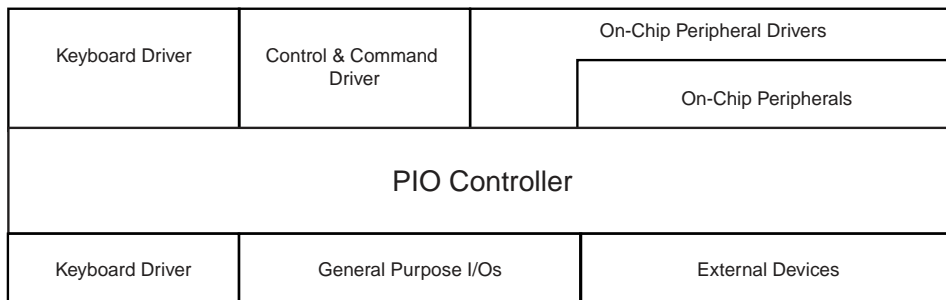 Keyboard Driver
Control & Command
Driver
On-Chip Peripheral Drivers
On-Chip Peripherals
PIO Controller
Keyboard Driver
General Purpose I/Os
External Devices